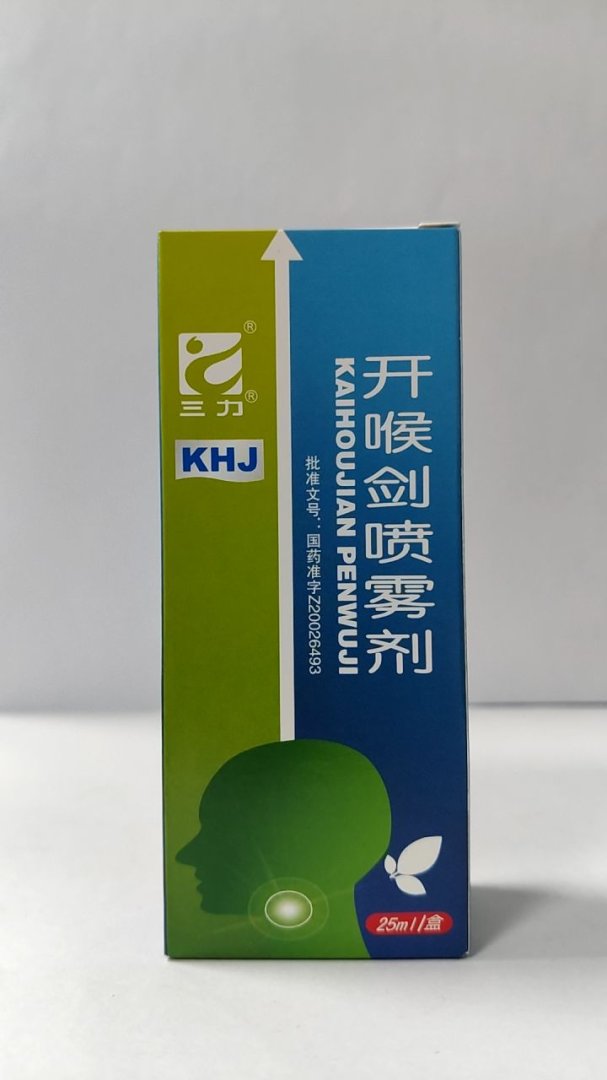 ®
三力®
KHJ
开喉剑喷雾剂
KAIHOUJIAN PENWUJI
批准文号：国药准字Z20026493
25ml/盒